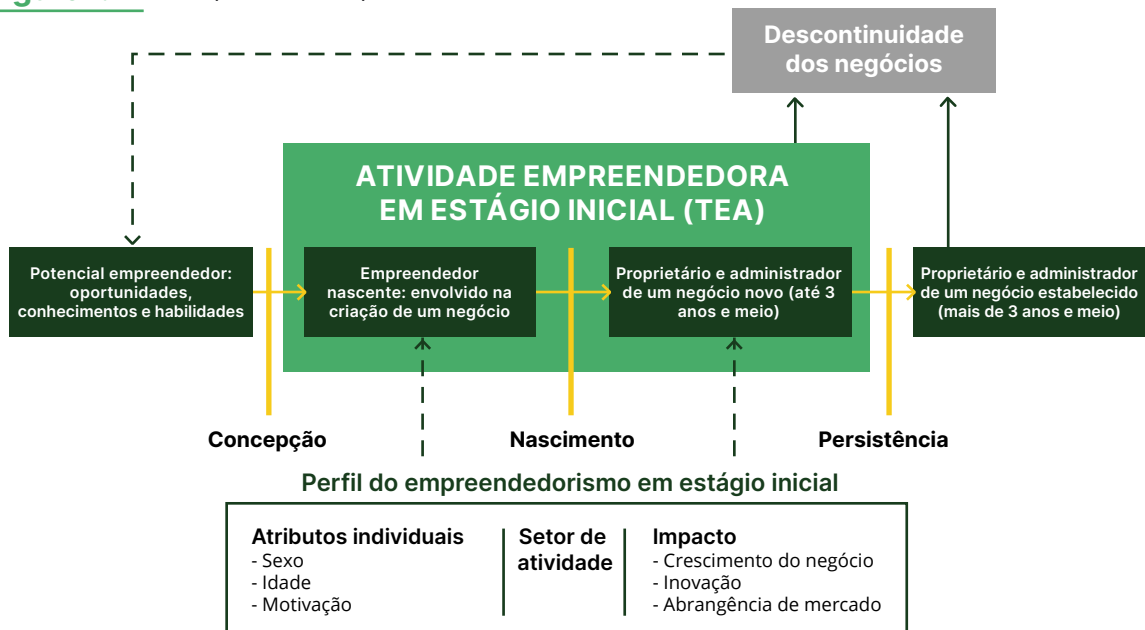 Descontinuidade
dos negócios
ATIVIDADE EMPREENDEDORA
EM ESTÁGIO INICIAL (TEA)
Potencial empreendedor:
oportunidades,
conhecimentos e habilidades
Empreendedor
nascente: envolvido na
criação de um negócio
Proprietário e administrador
de um negócio novo (até 3
anos e meio)
Proprietário e administrador
de um negócio estabelecido
(mais de 3 anos e meio)
Concepção
Nascimento
Persistência
Perfil do empreendedorismo em estágio inicial
Atributos individuais
- Sexo
- Idade
- Motivação
Setor de
atividade
Impacto
- Crescimento do negócio
- Inovação
- Abrangência de mercado